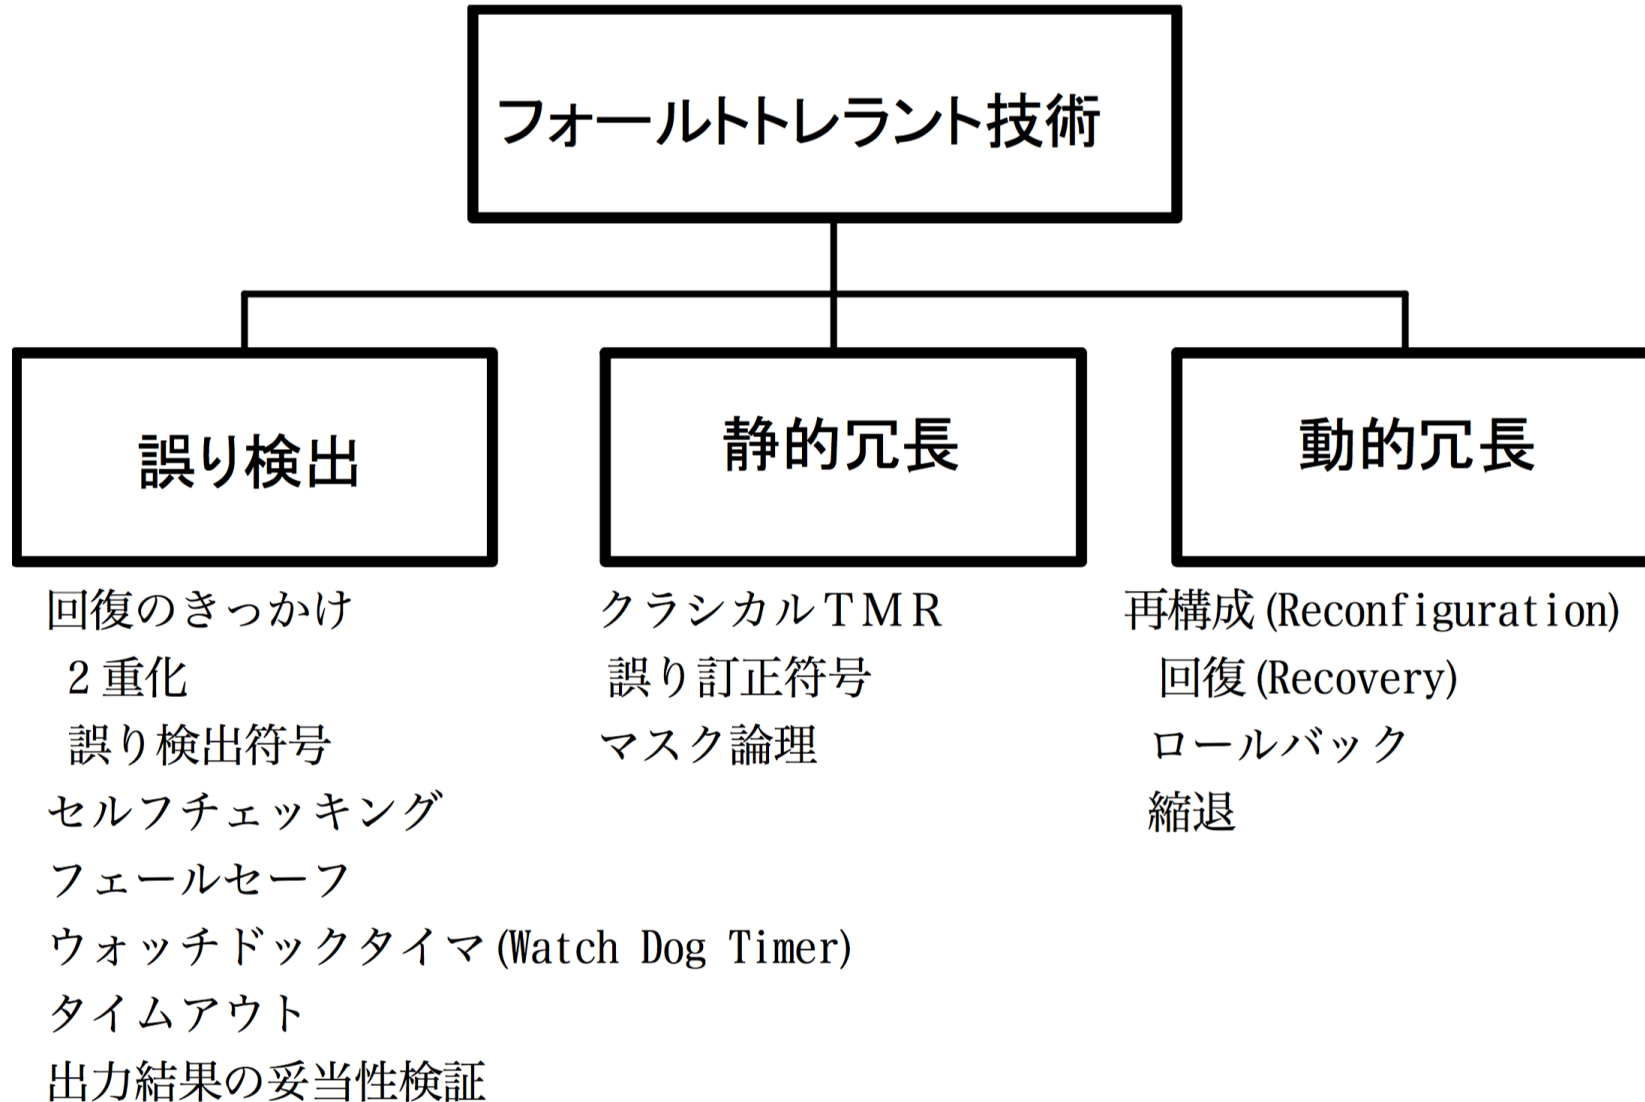 フォールトトレラント技術
誤り検出
静的冗長
動的冗長
回復のきっかけ
2重化
誤り検出符号
セルフチェッキング
フェールセーフ
ウォッチドックタイマ(Watch Dog Timer)
タイムアウト
出力結果の妥当性検証
クラシカルTMR
誤り訂正符号
マスク論理
再構成(Reconfiguration)
回復(Recovery)
ロールバック
縮退